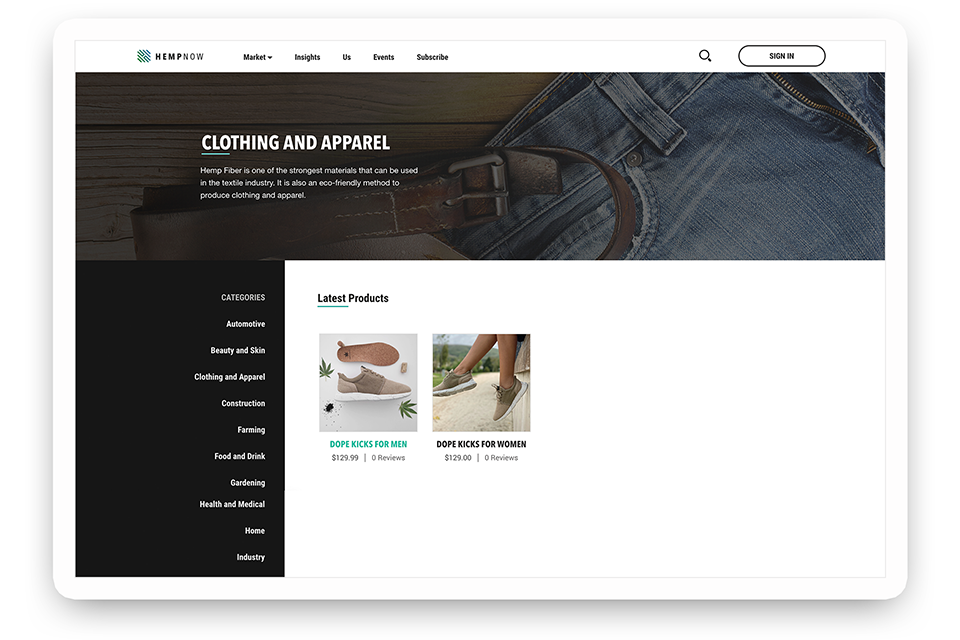 HEMPNOW
Market
Insights
Us
Events
Subscribe
SIGN IN
CLOTHING AND APPAREL
Hemp Fiber is one of the strongest materials that can be used
in the textile industry. It is also an eco-friendly method to
produce clothing and apparel.
CATEGORIES
Automotive
Beauty and Skin
Clothing and Apparel
Construction
Farming
Food and Drink
Gardening
Health and Medical
Home
Industry
Latest Products
DOPE KICKS FOR MEN
$129.99 | 0 Reviews
DOPE KICKS FOR WOMEN
$129.00 | 0 Reviews